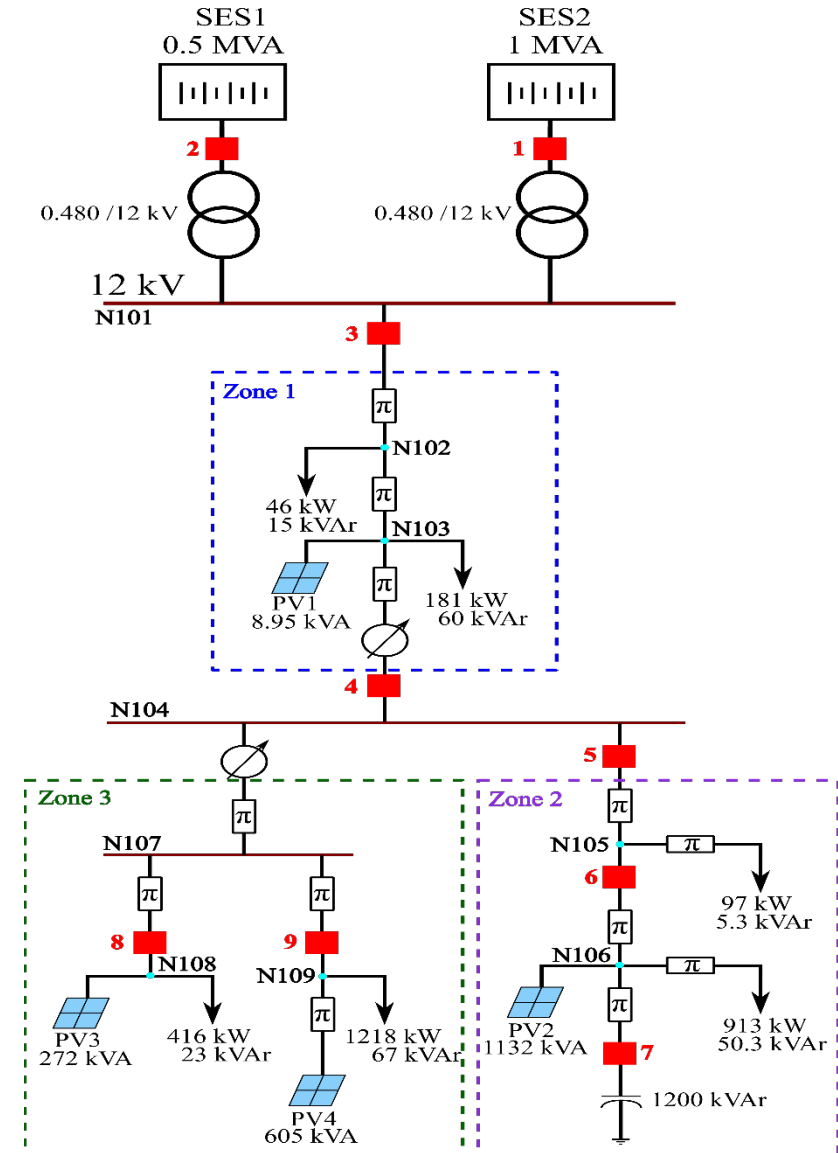 SES1
0.5 MVA
SES2
1 MVA
2
1
0.480 /12 kV
0.480 /12 kV
12 kV
N101
3
Zone 1
π
N102
46 kW
15 kVAr
π
N103
PV1
8.95 kVA
π
181 kW
60 kVAr
4
N104
5
Zone 3
π
N107
π
π
8
9
N108
N109
PV3
272 kVA
416 kW
23 kVAr
π
1218 kW
67 kVAr
PV4
605 kVA
Zone 2
π
N105
π
6
97 kW
5.3 kVAr
π
N106
π
PV2
1132 kVA
π
913 kW
50.3 kVAr
7
1200 kVAr